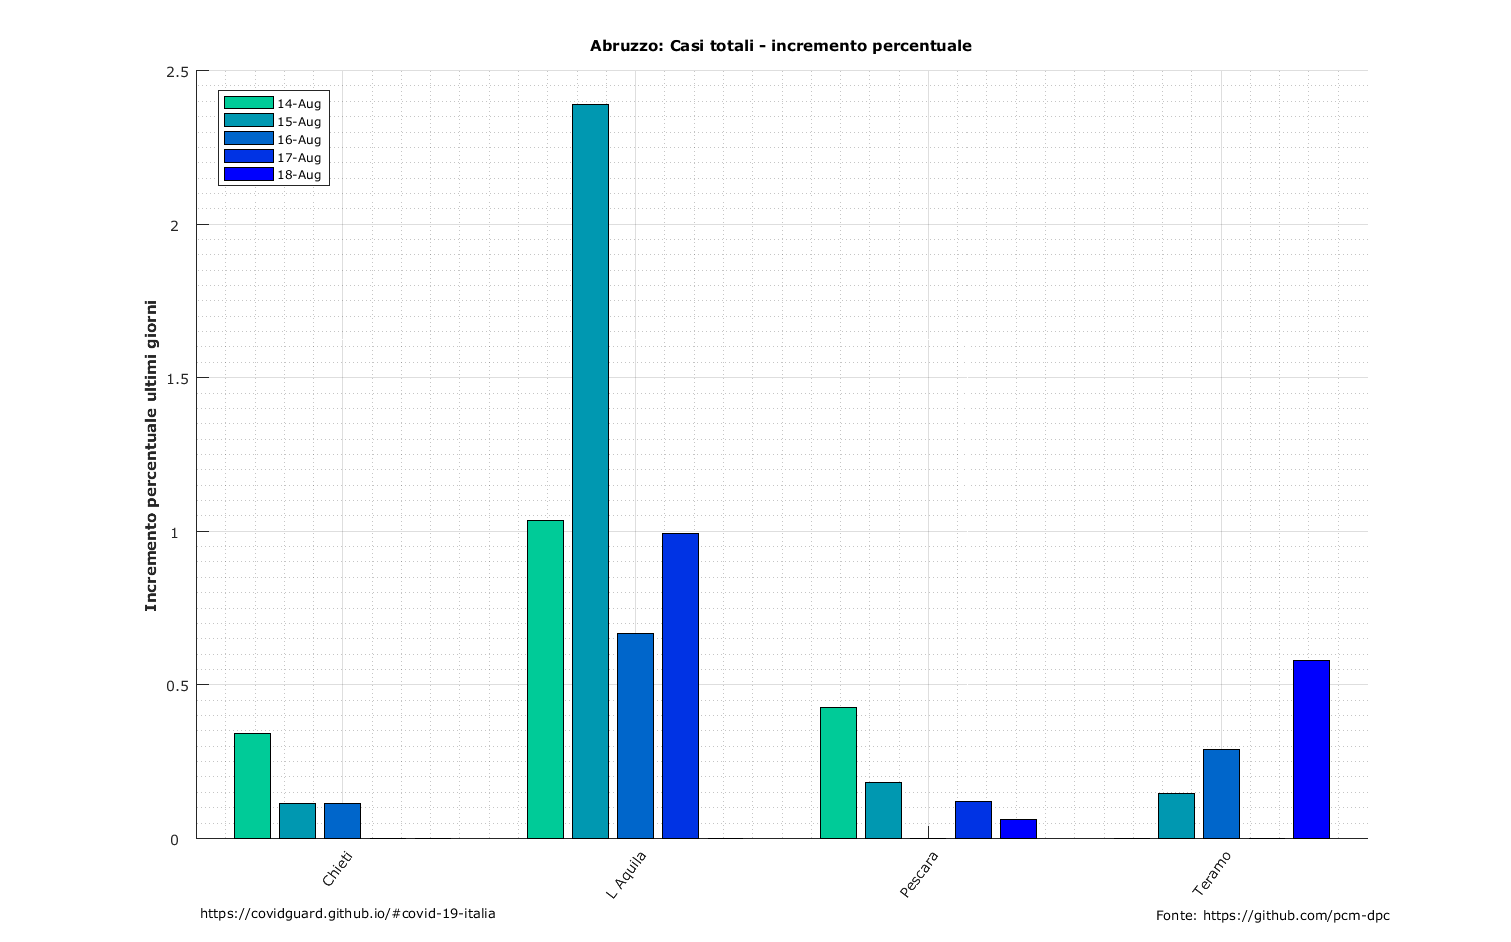 Abruzzo: Casi totali - incremento percentuale
2.5
2
1.5
1
0.5
0
Incremento percentuale ultimi giorni
14-Aug
15-Aug
16-Aug
17-Aug
18-Aug
Chieti
L Aquila
Pescara
Teramo
https://covidguard.github.io/#covid-19-italia
Fonte: https://github.com/pcm-dpc